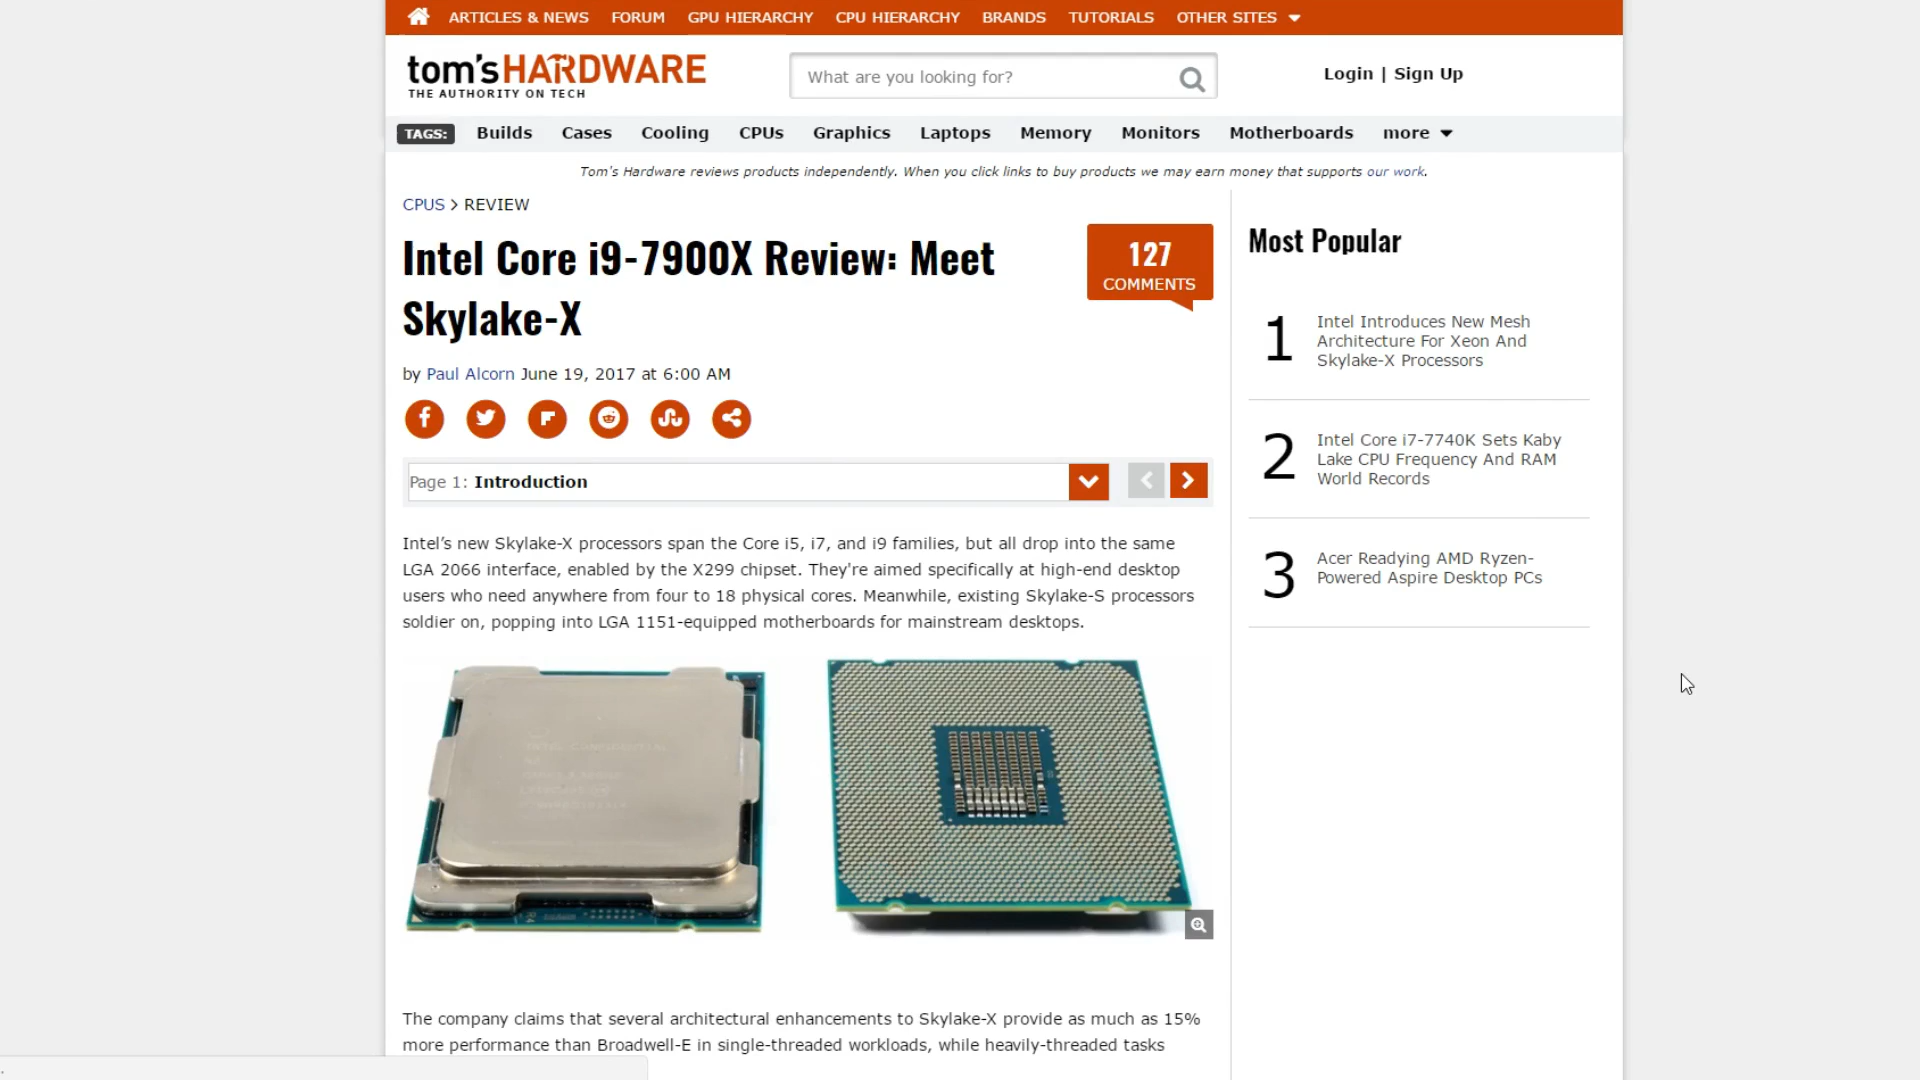 ARTICLES & NEWS FORUM GPU HIERARCHY CPU HIERARCHY BRANDS TUTORIALS OTHER SITES
tom's HARDWARE
THE AUTHORITY ON TECH
What are you looking for?
Login | Sign Up
TAGS: Builds Cases Cooling CPUs Graphics Laptops Memory Monitors Motherboards more
Tom's Hardware reviews products independently. When you click links to buy products we may earn money that supports our work.
CPUS > REVIEW
Intel Core i9-7900X Review: Meet
Skylake-X
127
COMMENTS
by Paul Alcorn June 19, 2017 at 6:00 AM
Page 1: Introduction
Intel’s new Skylake-X processors span the Core i5, i7, and i9 families, but all drop into the same
LGA 2066 interface, enabled by the X299 chipset. They're aimed specifically at high-end desktop
users who need anywhere from four to 18 physical cores. Meanwhile, existing Skylake-S processors
soldier on, popping into LGA 1151-equipped motherboards for mainstream desktops.
INTEL CONFIDENTIAL
The company claims that several architectural enhancements to Skylake-X provide as much as 15%
more performance than Broadwell-E in single-threaded workloads, while heavily-threaded tasks
Most Popular
1
Intel Introduces New Mesh
Architecture For Xeon And
Skylake-X Processors
2
Intel Core i7-7740K Sets Kaby
Lake CPU Frequency And RAM
World Records
3
Acer Readying AMD Ryzen-
Powered Aspire Desktop PCs